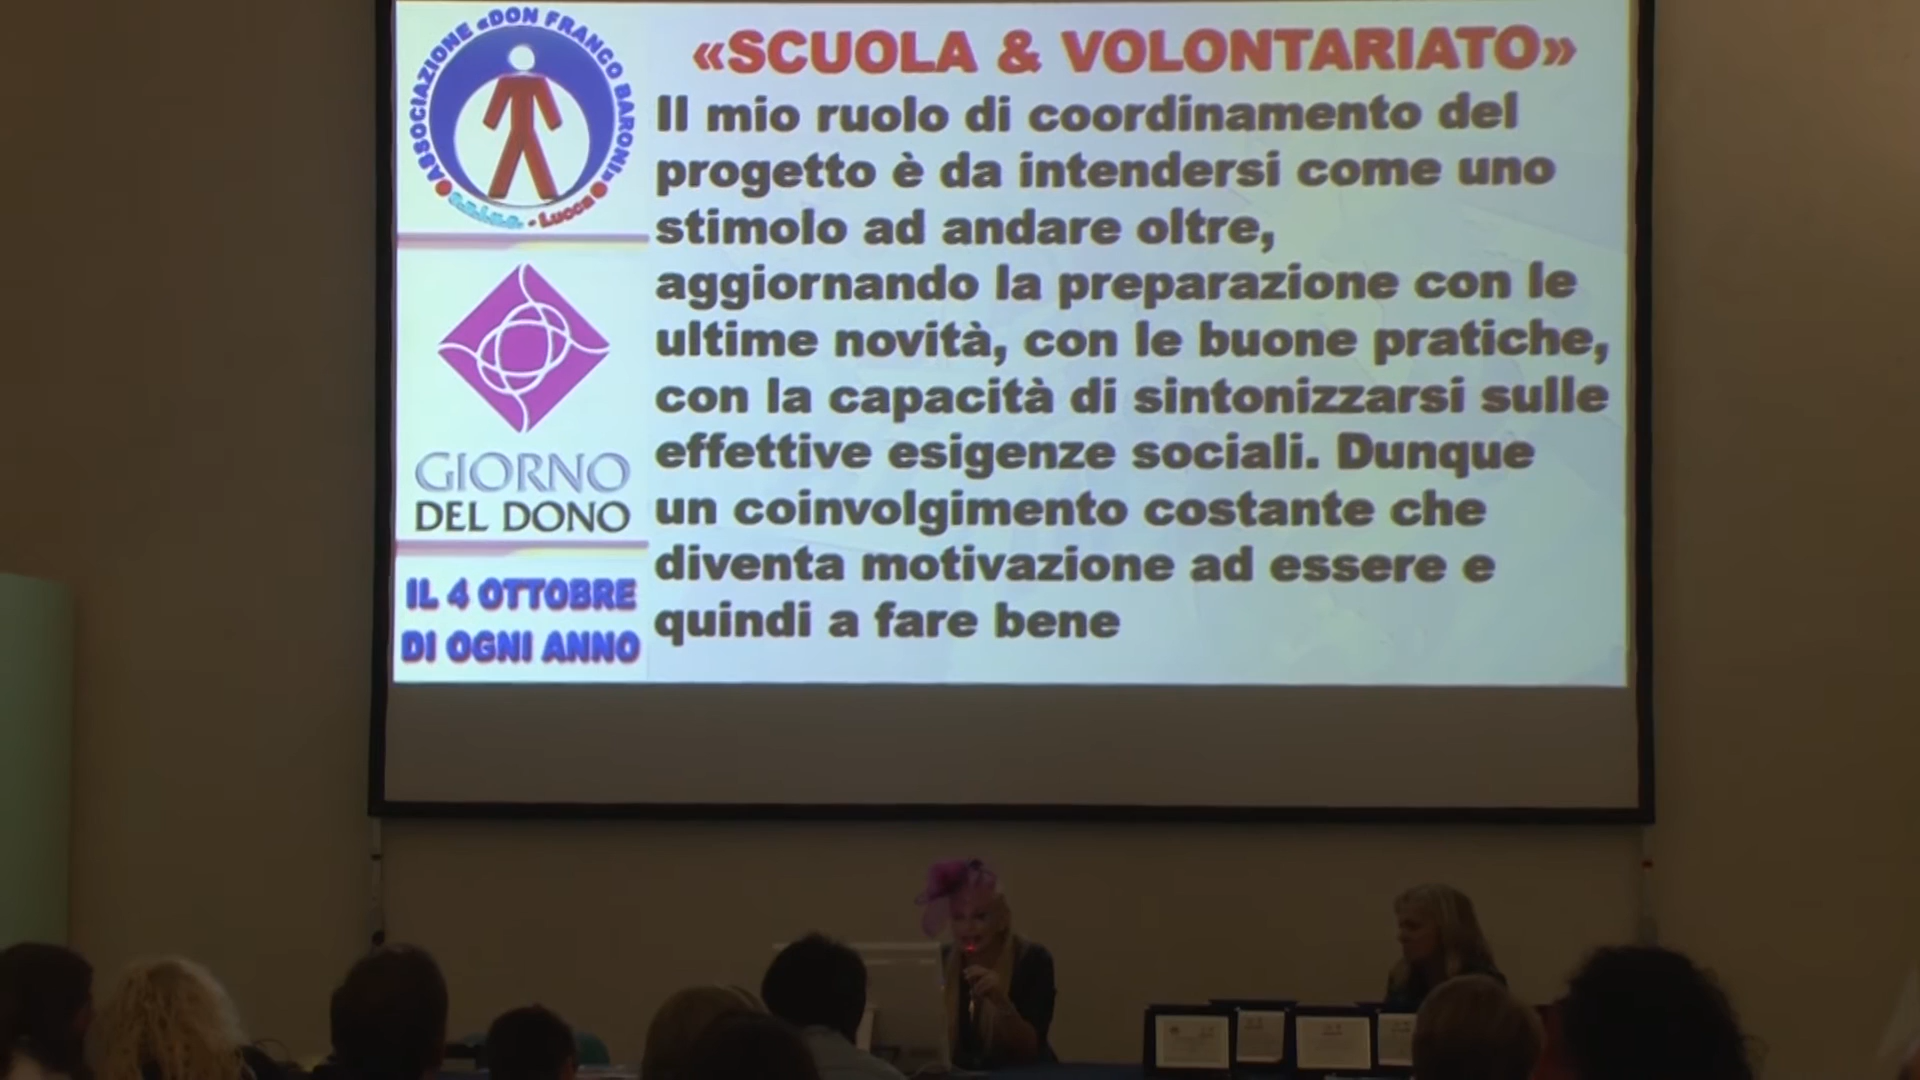 ASSOCIAZIONE «DON FRANCO BARONI»
- Lucca
GIORNO
DEL DONO
IL 4 OTTOBRE
DI OGNI ANNO
«SCUOLA & VOLONTARIATO»
Il mio ruolo di coordinamento del
progetto è da intendersi come uno
stimolo ad andare oltre,
aggiornando la preparazione con le
ultime novità, con le buone pratiche,
con la capacità di sintonizzarsi sulle
effettive esigenze sociali. Dunque
un coinvolgimento costante che
diventa motivazione ad essere e
quindi a fare bene